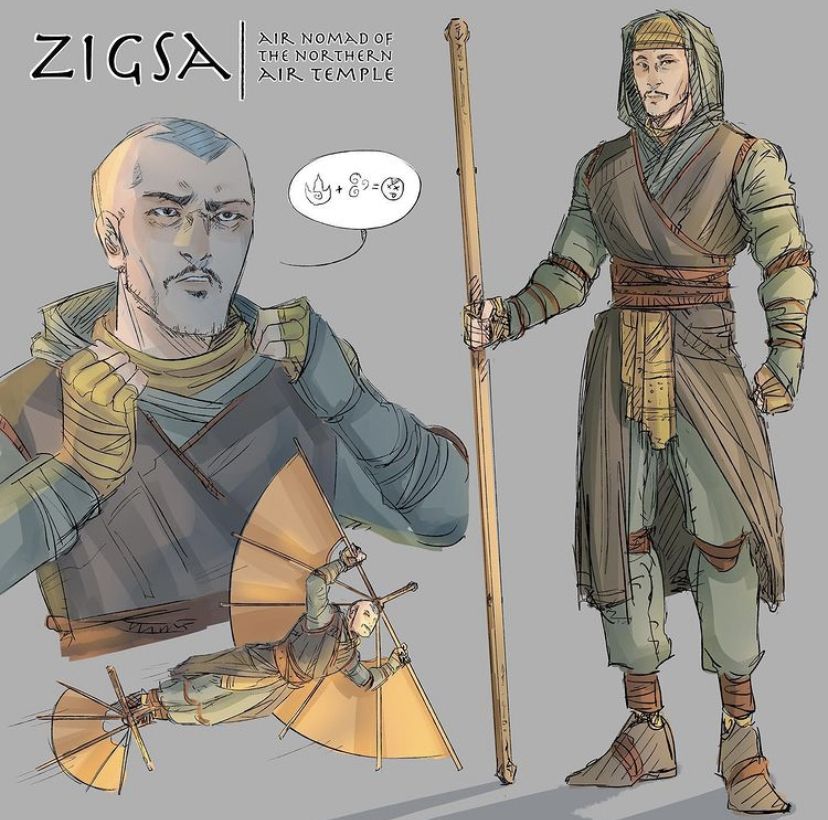 ZIGSA
AIR NOMAD OF
THE NORTHERN
AIR TEMPLE
+ =